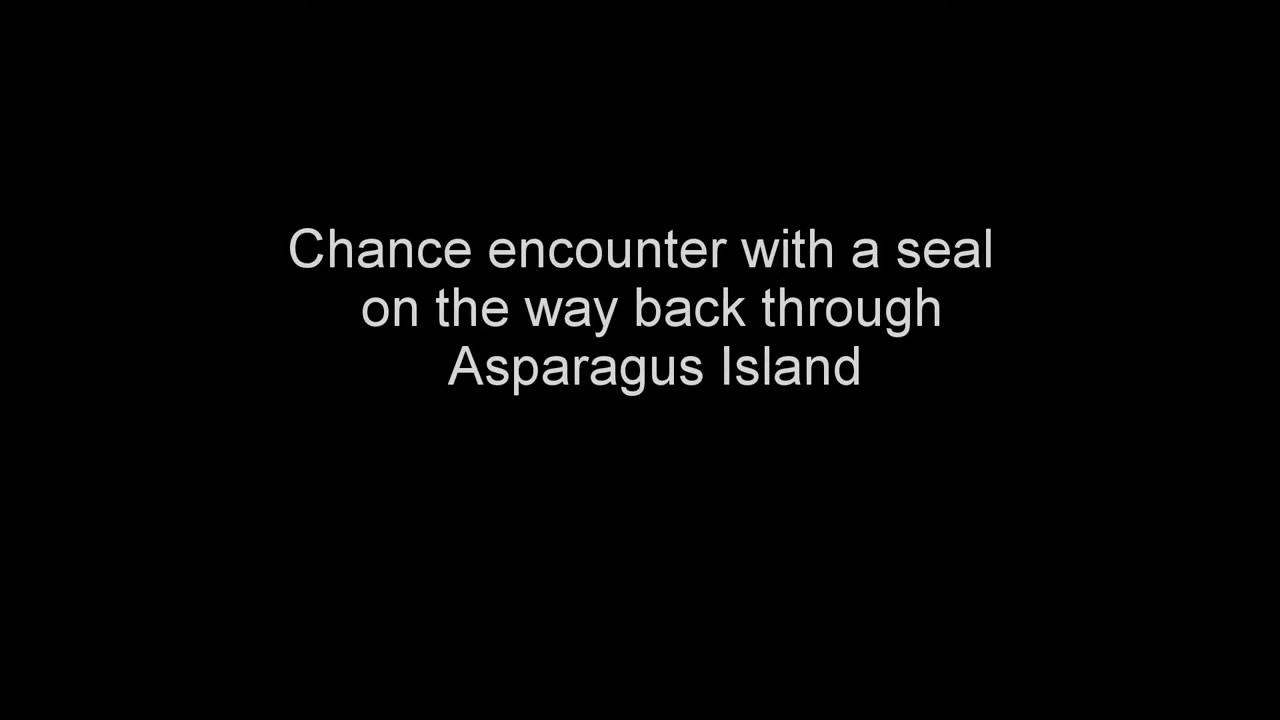 Chance encounter with a seal
on the way back through
Asparagus Island